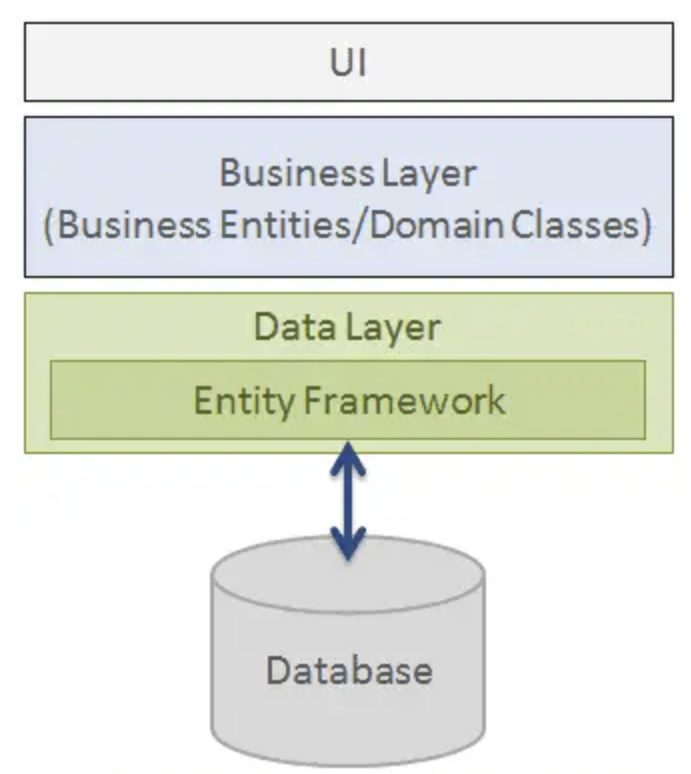 UI
Business Layer
(Business Entities/Domain Classes)
Data Layer
Entity Framework
Database